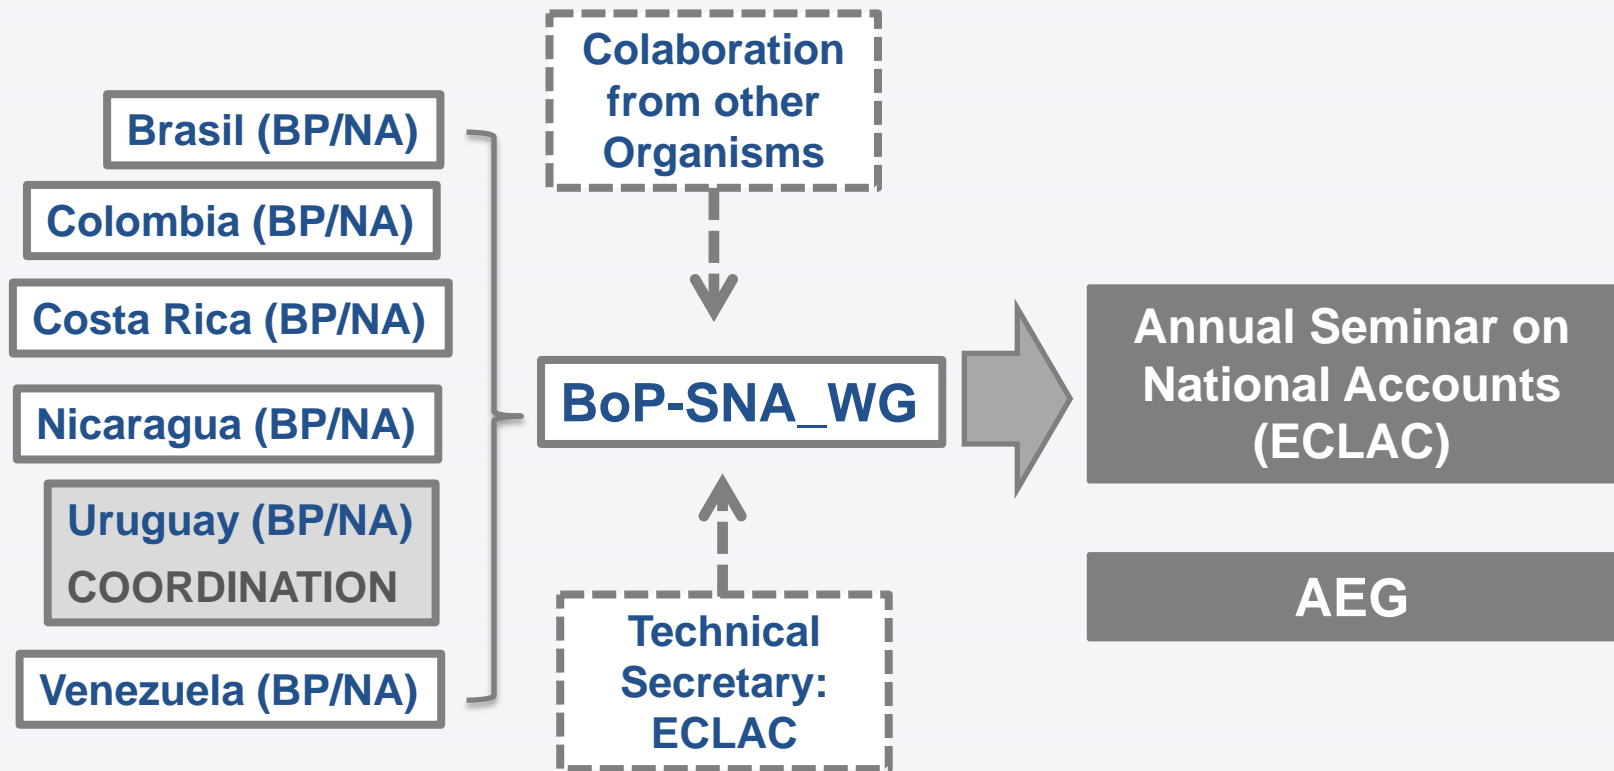 Brasil (BP/NA)
Colombia (BP/NA)
Costa Rica (BP/NA)
Nicaragua (BP/NA)
Uruguay (BP/NA)
COORDINATION
Venezuela (BP/NA)
Colaboration
from other
Organisms
BoP-SNA_WG
Technical
Secretary:
ECLAC
Annual Seminar on
National Accounts
(ECLAC)
AEG